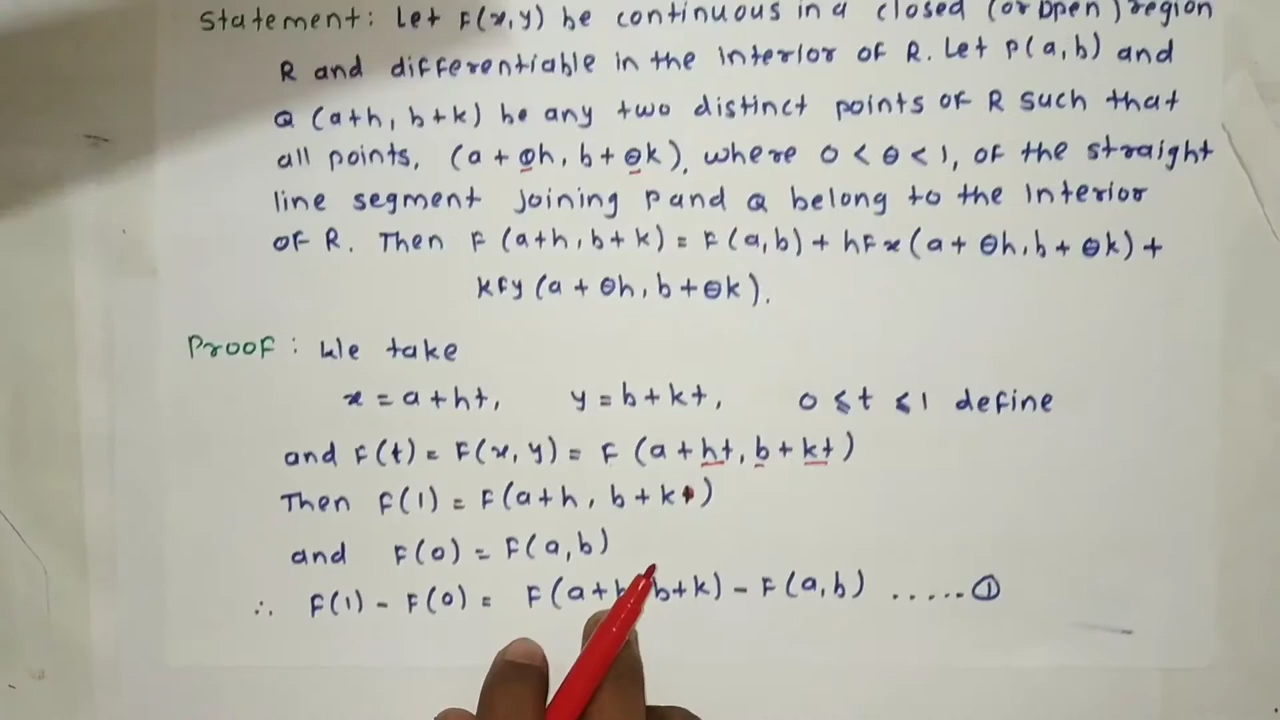 Statement: Let F(x,y) be continuous in a closed (or open) region
R and differentiable in the interior of R. Let P(a,b) and
Q (a+h, b+k) be any two distinct points of R such that
all points, (a+θh, b+θk), where 0<θ<1, of the straight
line segment joining P and Q belong to the interior
of R. Then F (a+h, b+k) = F(a,b) + hFx(a+θh, b+θk) +
kFy (a+θh, b+θk).
Proof: We take
x = a+ht, y = b+kt, 0 ≤ t ≤ 1 define
and F(t) = F(x,y) = F (a+ht, b+kt)
Then F(1) = F(a+h, b+k)
and F(0) = F(a,b)
∴ F(1) - F(0) = F(a+h b+k) - F(a,b) ..... ①